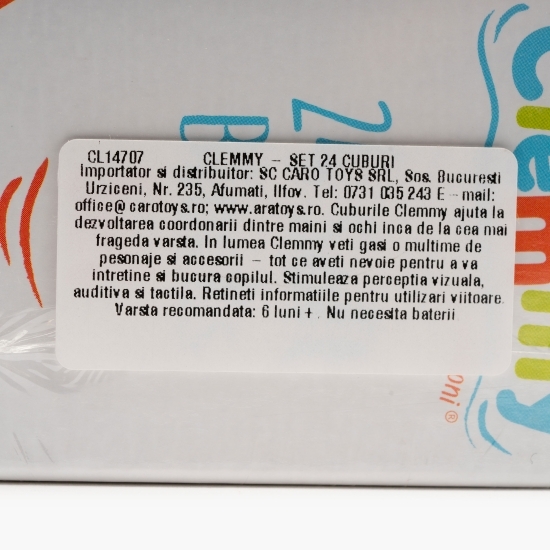 CL14707 CLEMMY – SET 24 CUBURI
Importator si distribuitor: SC CARO TOYS SRL, Sos. Bucuresti
Urziceni, Nr. 235, Afumati, Ilfov. Tel: 0731 035 243 E - mail:
office@carotoys.ro; www.aratoys.ro. Cuburile Clemmy ajuta la
dezvoltarea coordonarii dintre maini si ochi inca de la cea mai
frageda varsta. In lumea Clemmy veti gasi o multime de
pesonaje si accesorii – tot ce aveti nevoie pentru a va
intretine si bucura copilul. Stimuleaza perceptia vizuala,
auditiva si tactila. Retineti informatiile pentru utilizari viitoare.
Varsta recomandata: 6 luni + . Nu necesita baterii
Clemmy
24
B
oni ®